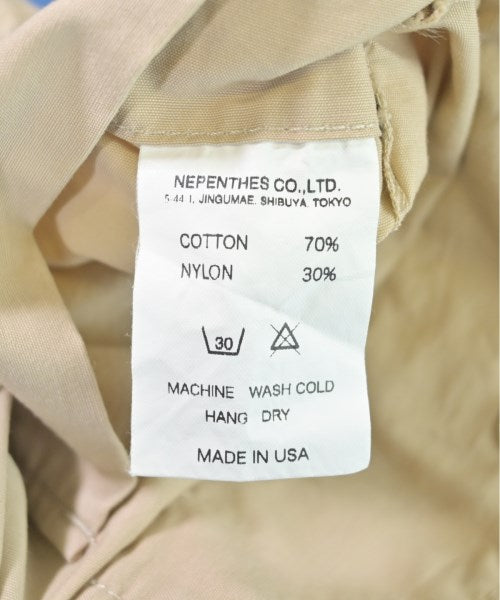 NEPENTHES CO.,LTD.
5-44-1, JINGUMAE, SHIBUYA, TOKYO
COTTON 70%
NYLON 30%
30
MACHINE WASH COLD
HANG DRY
MADE IN USA